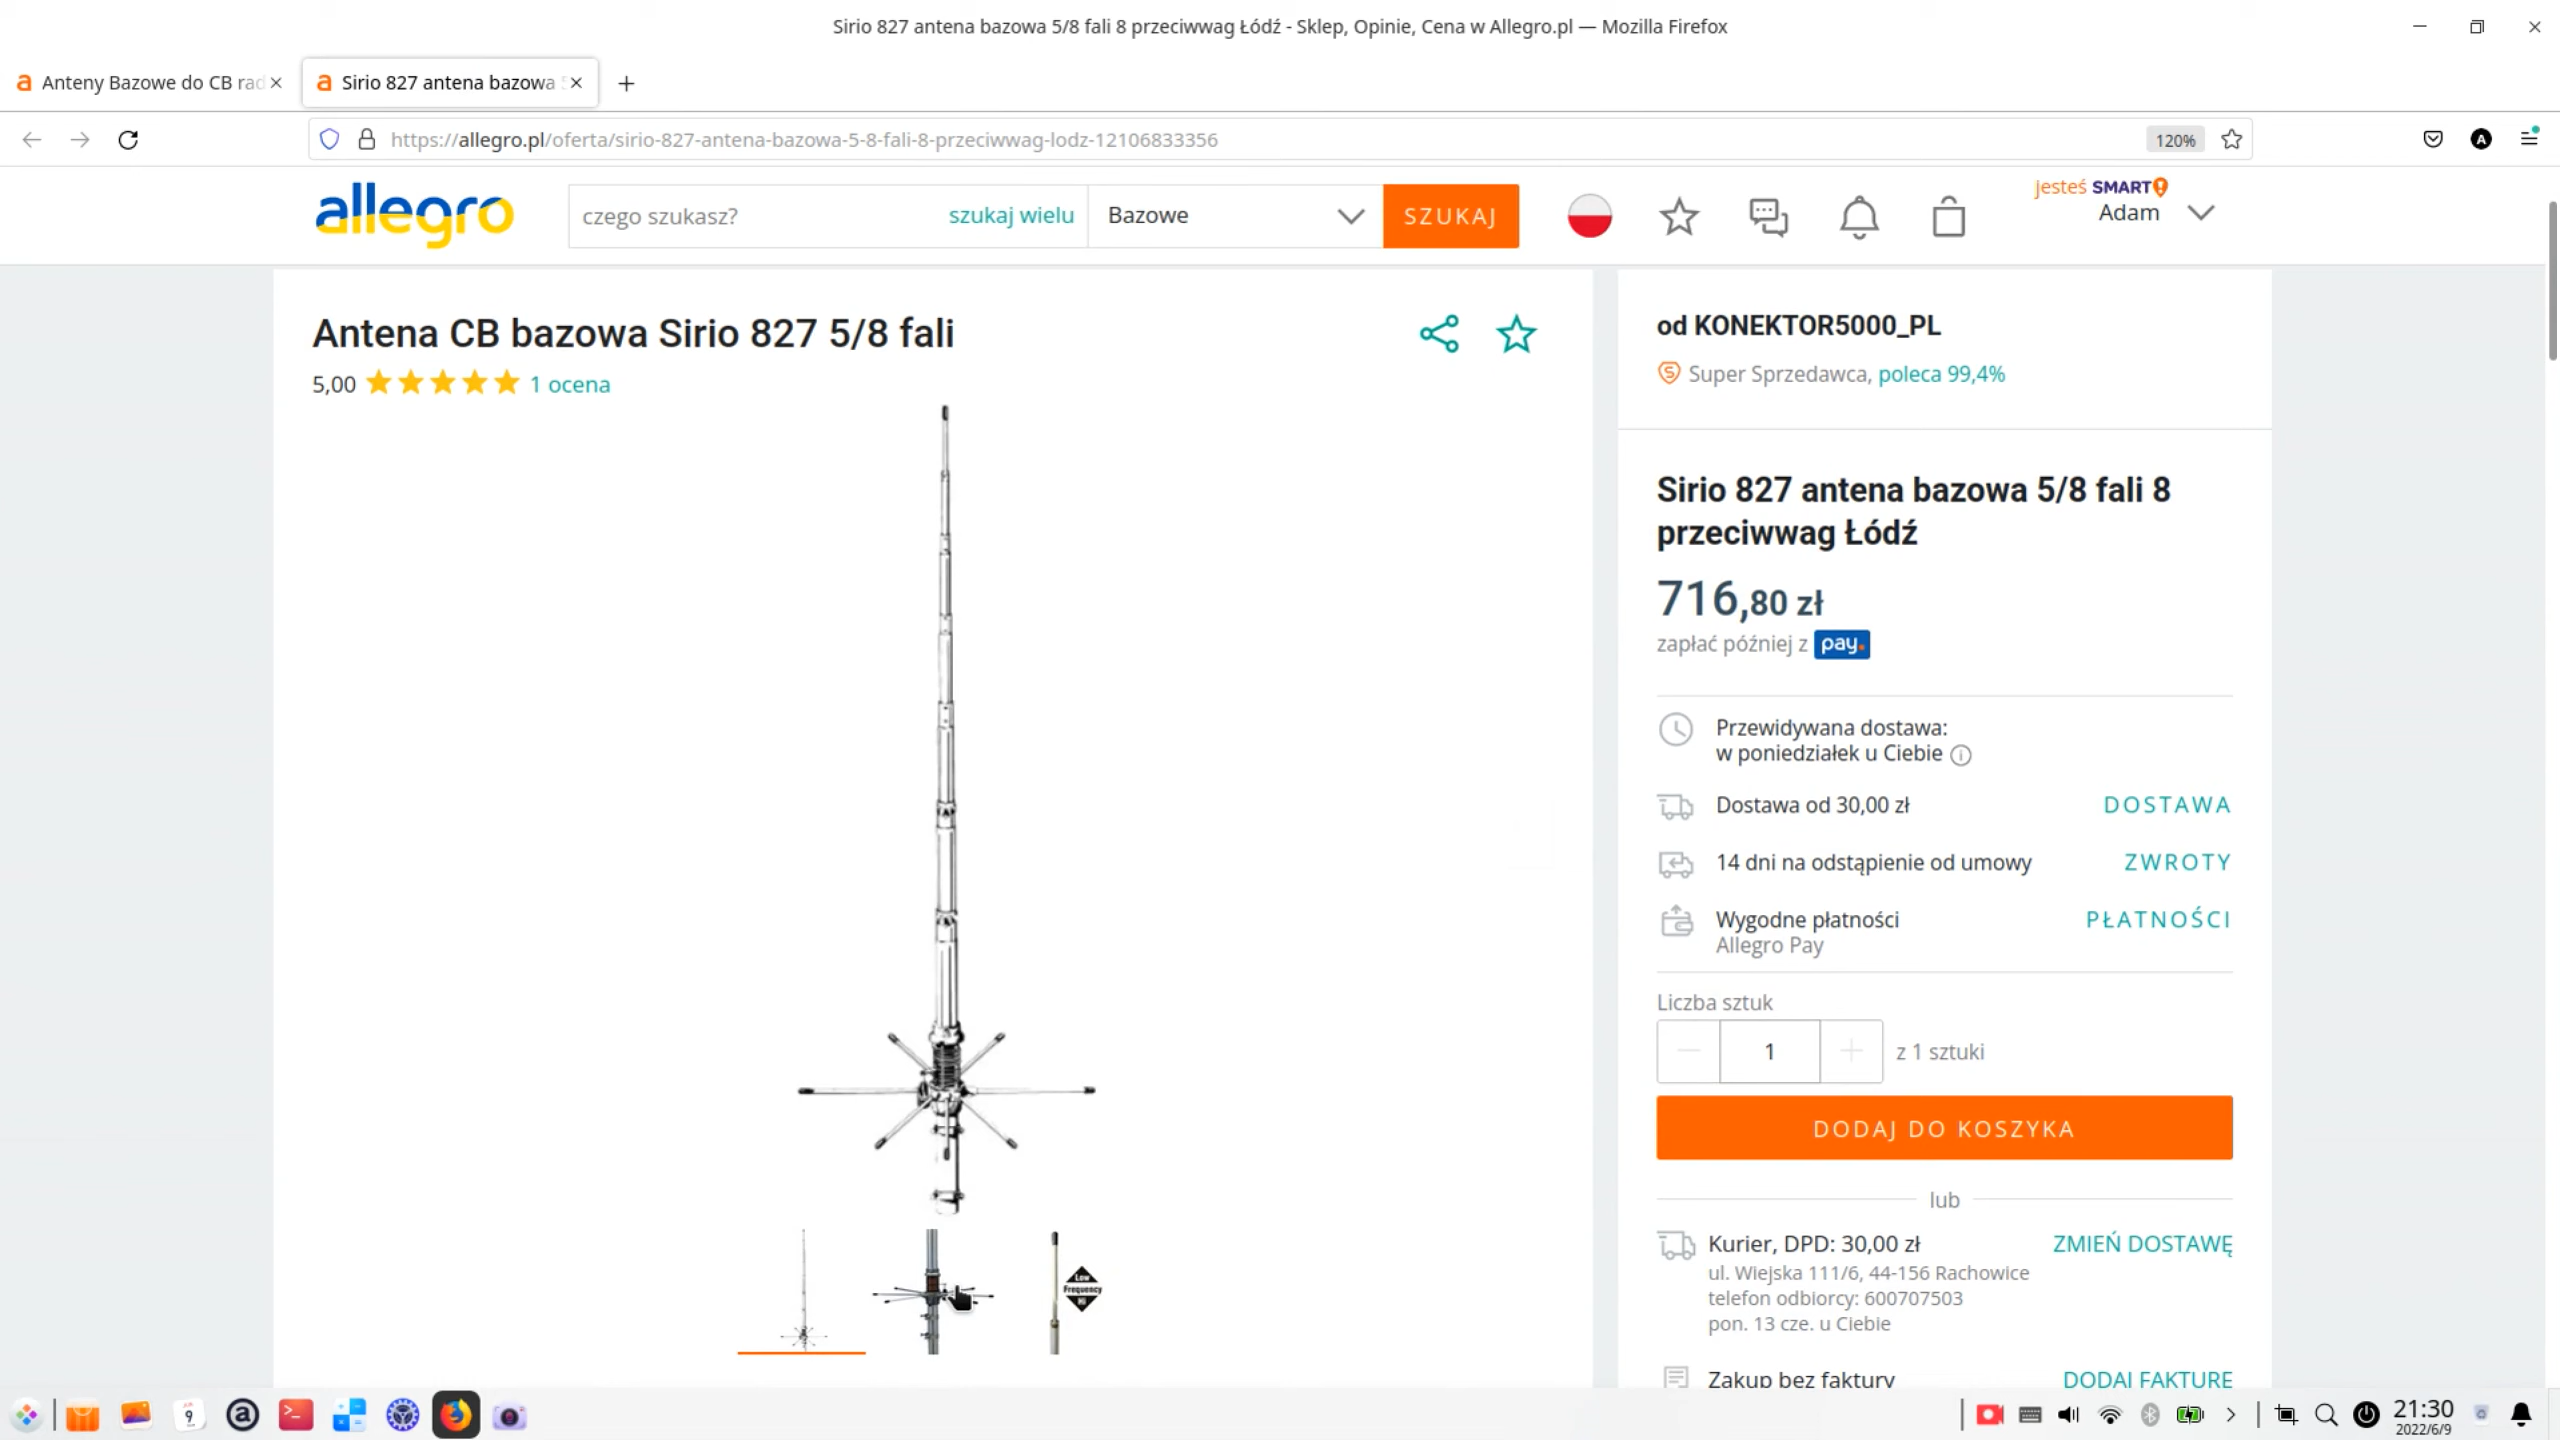 Sirio 827 antena bazowa 5/8 fali 8 przeciwwag Łódź - Sklep, Opinie, Cena w Allegro.pl — Mozilla Firefox
Anteny Bazowe do CB rad
Sirio 827 antena bazowa 5
https://allegro.pl/oferta/sirio-827-antena-bazowa-5-8-fali-8-przeciwwag-lodz-12106833356
120%
allegro
czego szukasz?
szukaj wielu
Bazowe
SZUKAJ
jesteś SMART!
Adam
Antena CB bazowa Sirio 827 5/8 fali
5,00
1 ocena
od KONEKTOR5000_PL
Super Sprzedawca, poleca 99,4%
Sirio 827 antena bazowa 5/8 fali 8
przeciwwag Łódź
716,80 zł
zapłać później z pay.
Przewidywana dostawa:
w poniedziałek u Ciebie
Dostawa od 30,00 zł
DOSTAWA
14 dni na odstąpienie od umowy
ZWROTY
Wygodne płatności
PŁATNOŚCI
Allegro Pay
Liczba sztuk
1
z 1 sztuki
DODAJ DO KOSZYKA
lub
Kurier, DPD: 30,00 zł
ZMIEŃ DOSTAWĘ
ul. Wiejska 111/6, 44-156 Rachowice
telefon odbiorcy: 600707503
pon. 13 cze. u Ciebie
Zakup bez faktury
DODAJ FAKTURĘ
Low
Frequency
Hi
9
21:30
2022/6/9